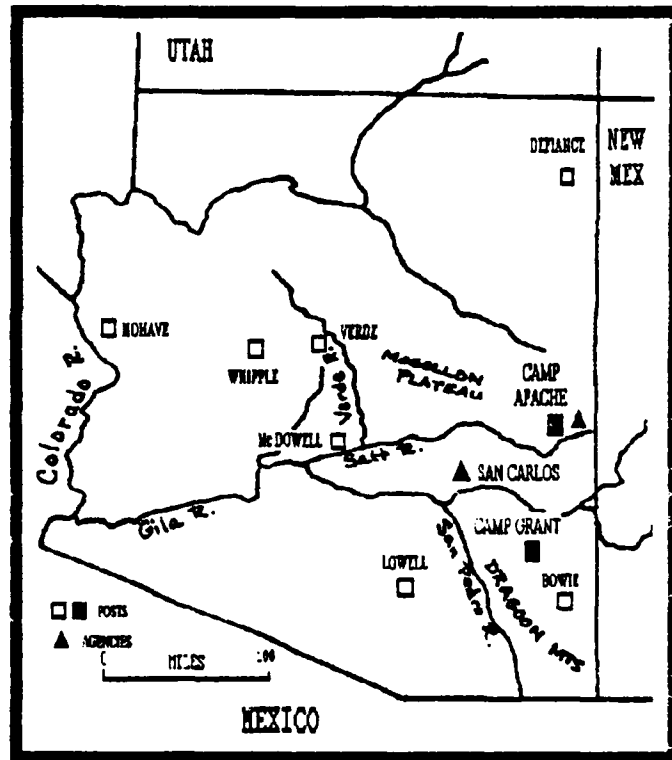 UTAH
DEFIANCE
NEW
MEX
MOHAVE
WHIPPLE
VERDE
Verde R.
MOGOLLON
PLATEAU
CAMP
APACHE
Colorado R.
McDOWELL
Salt R.
SAN CARLOS
Gila R.
CAMP GRANT
San Pedro R.
LOWELL
DRAGOON MTS
BOWIE
POSTS
AGENCIES
0 100
MILES
MEXICO